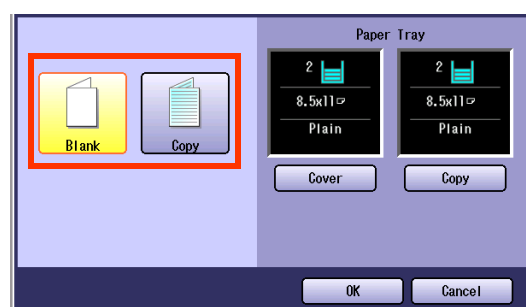 Blank
Copy
Paper Tray
2
8.5x11
Plain
Cover
2
8.5x11
Plain
Copy
OK
Cancel